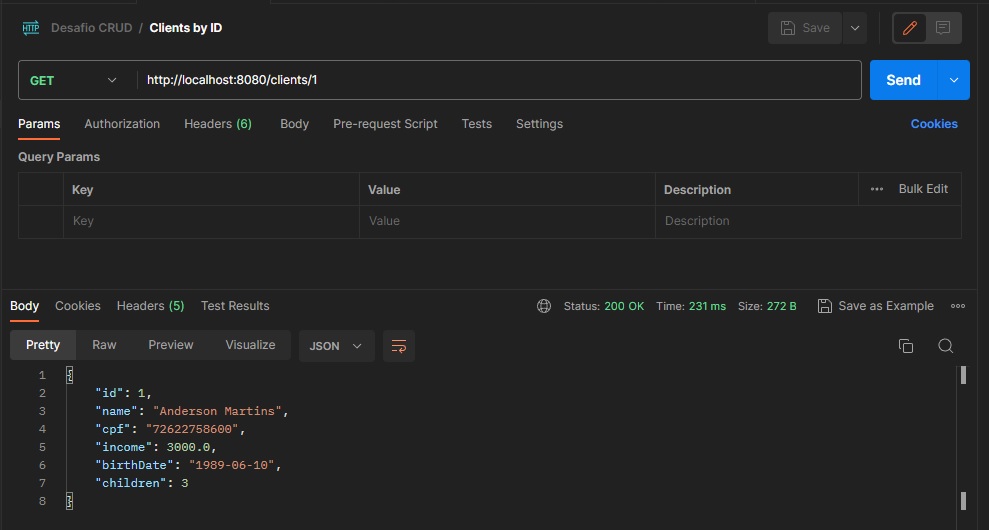 HTTP Desafio CRUD / Clients by ID Save
GET http://localhost:8080/clients/1 Send
Params Authorization Headers (6) Body Pre-request Script Tests Settings Cookies
Query Params
Key Value Description ••• Bulk Edit
Key Value Description
Body Cookies Headers (5) Test Results Status: 200 OK Time: 231 ms Size: 272 B Save as Example
Pretty Raw Preview Visualize JSON
1 {
2 "id": 1,
3 "name": "Anderson Martins",
4 "cpf": "72622758600",
5 "income": 3000.0,
6 "birthDate": "1989-06-10",
7 "children": 3
8 }